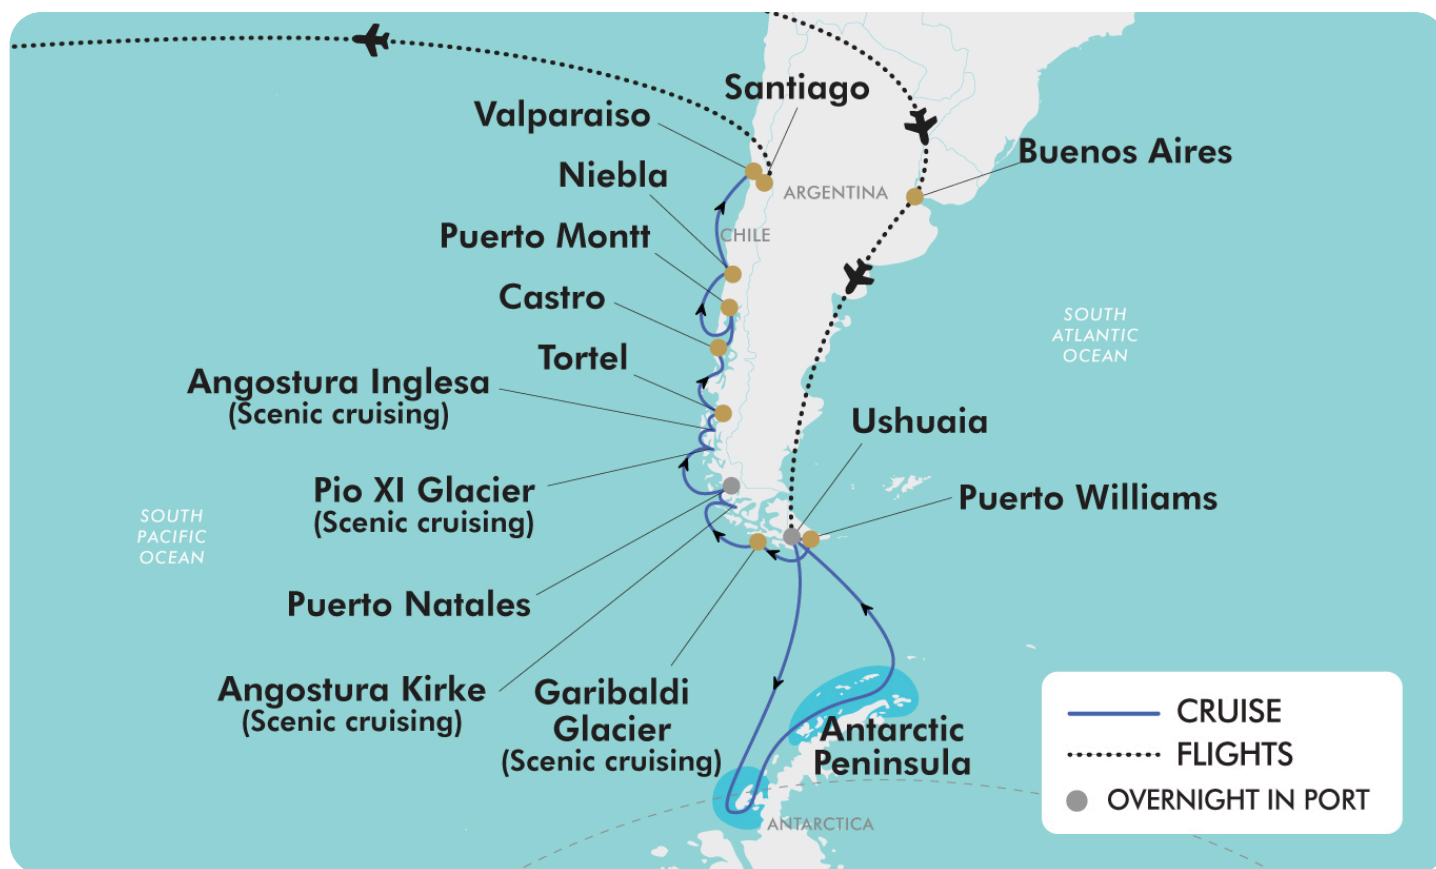 Santiago
Valparaiso
Buenos Aires
Niebla
ARGENTINA
CHILE
Puerto Montt
Castro
SOUTH
ATLANTIC
OCEAN
Tortel
Angostura Inglesa
(Scenic cruising)
Ushuaia
Pio XI Glacier
(Scenic cruising)
Puerto Williams
SOUTH
PACIFIC
OCEAN
Puerto Natales
Angostura Kirke
(Scenic cruising)
Garibaldi
Glacier
(Scenic cruising)
Antarctic
Peninsula
ANTARCTICA
CRUISE
FLIGHTS
OVERNIGHT IN PORT